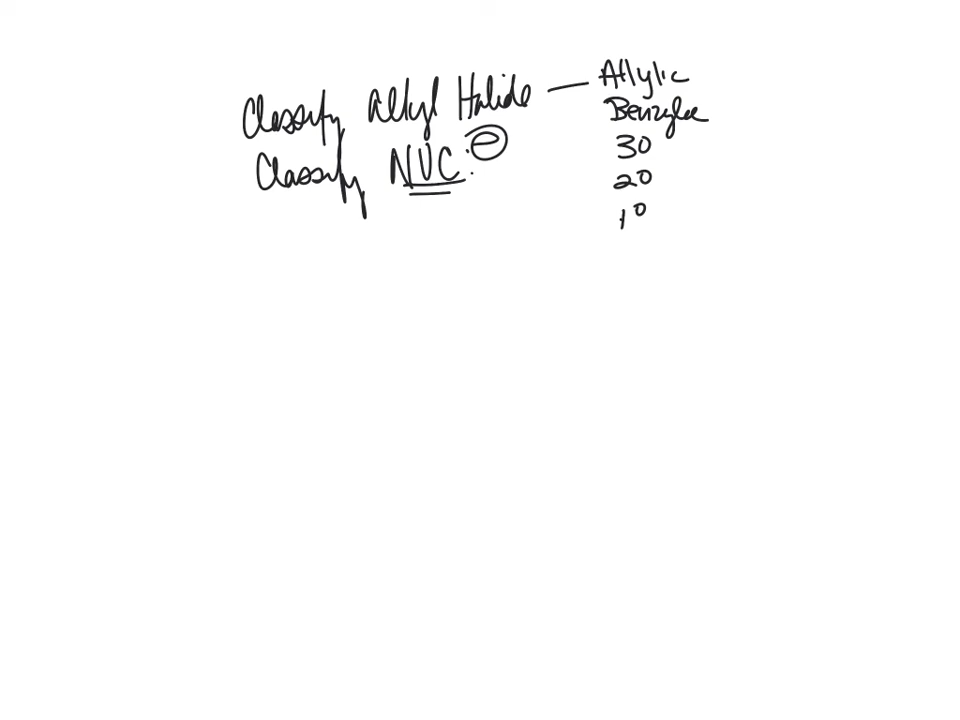 Classify Alkyl Halide — Allylic
Benzylic
3°
2°
1°
Classify NUC:⊖